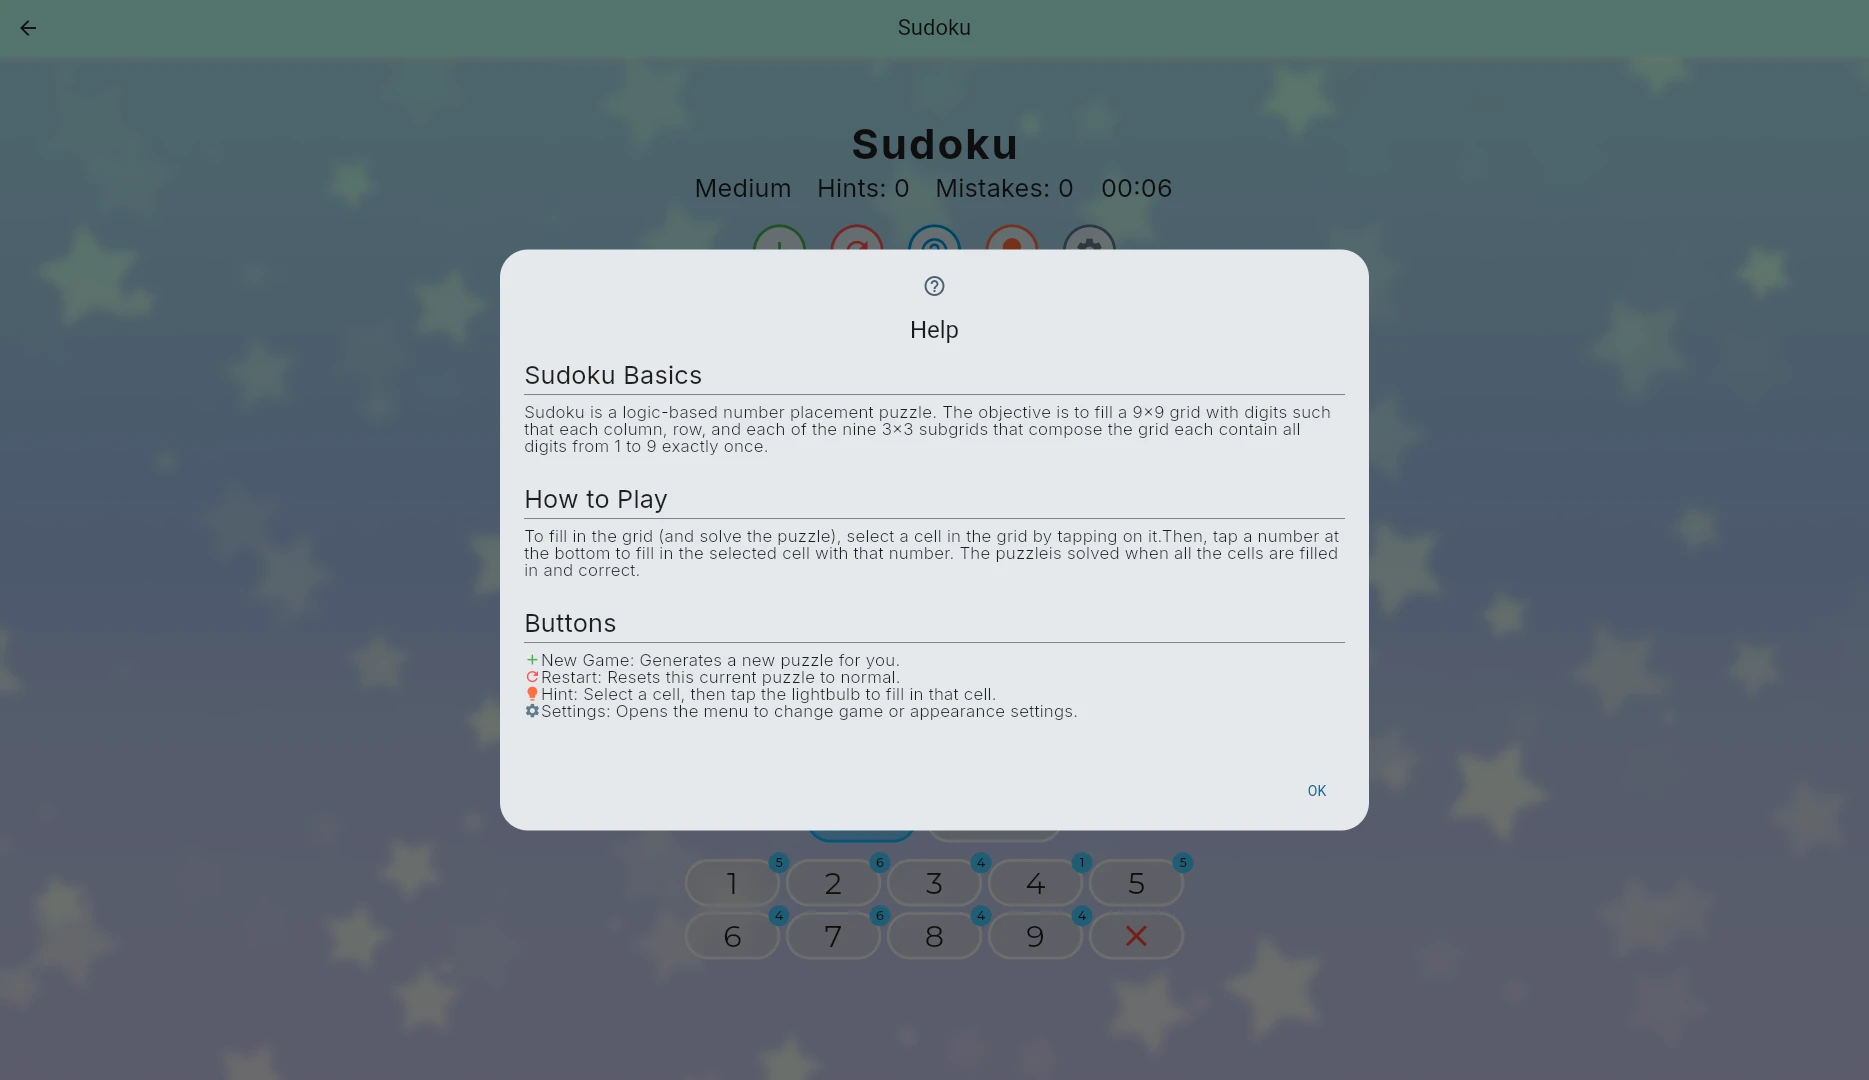 Sudoku
Sudoku
Medium Hints: 0 Mistakes: 0 00:06
Help
Sudoku Basics
Sudoku is a logic-based number placement puzzle. The objective is to fill a 9×9 grid with digits such
that each column, row, and each of the nine 3×3 subgrids that compose the grid each contain all
digits from 1 to 9 exactly once.
How to Play
To fill in the grid (and solve the puzzle), select a cell in the grid by tapping on it.Then, tap a number at
the bottom to fill in the selected cell with that number. The puzzleis solved when all the cells are filled
in and correct.
Buttons
New Game: Generates a new puzzle for you.
Restart: Resets this current puzzle to normal.
Hint: Select a cell, then tap the lightbulb to fill in that cell.
Settings: Opens the menu to change game or appearance settings.
OK
5 6 4 1 5
1 2 3 4 5
4 6 4 4
6 7 8 9